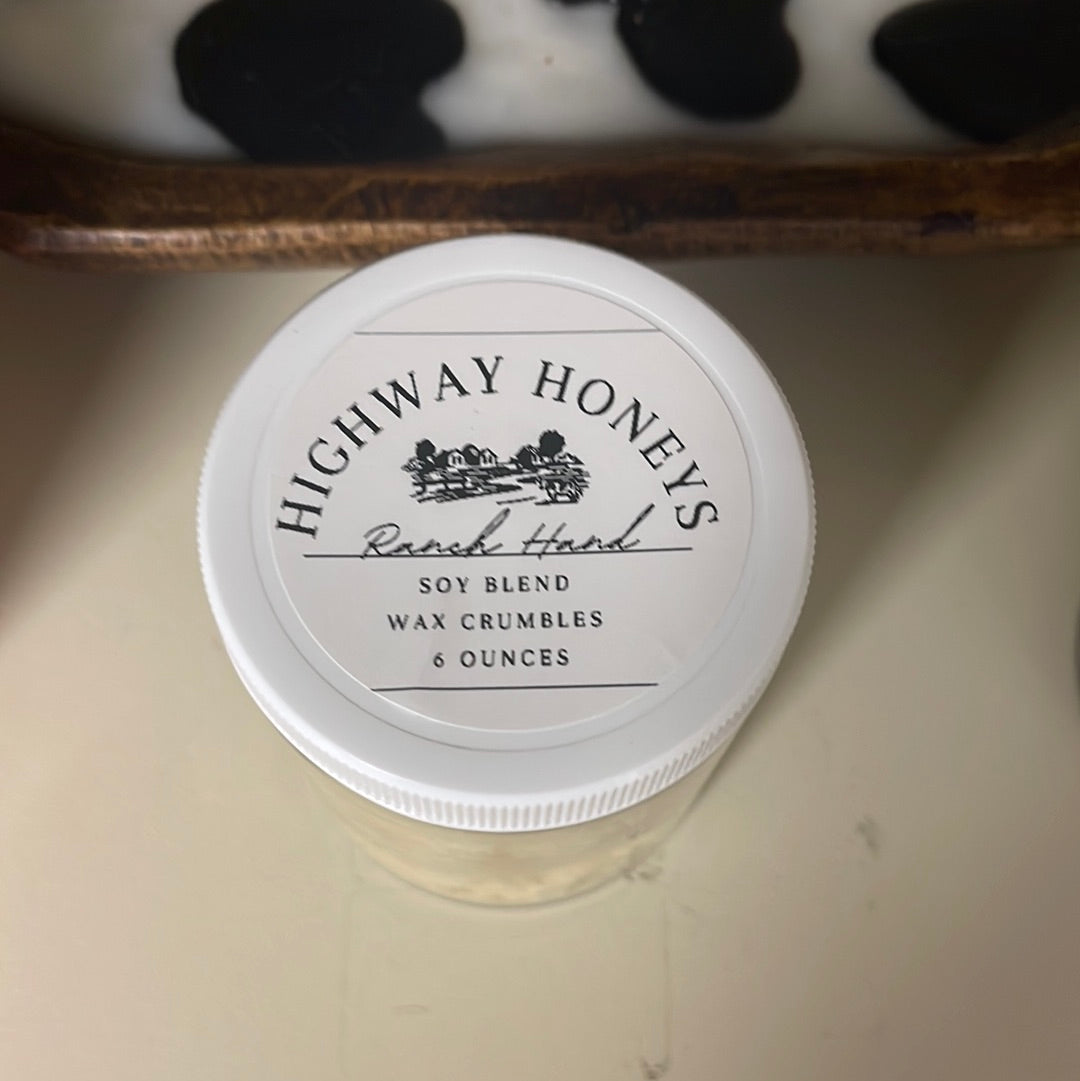 HIGHWAY HONEYS
Ranch Hand
SOY BLEND
WAX CRUMBLES
6 OUNCES